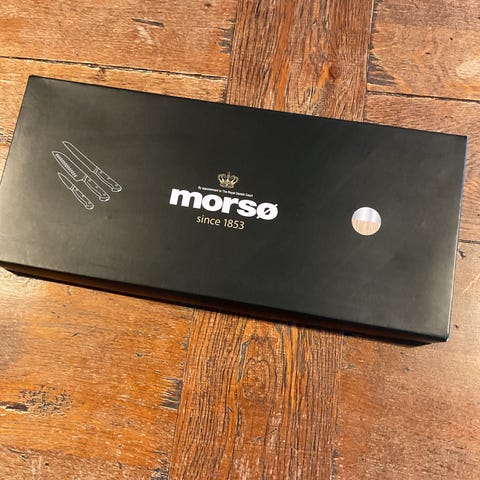 By appointment to The Royal Danish Court
morsø
since 1853